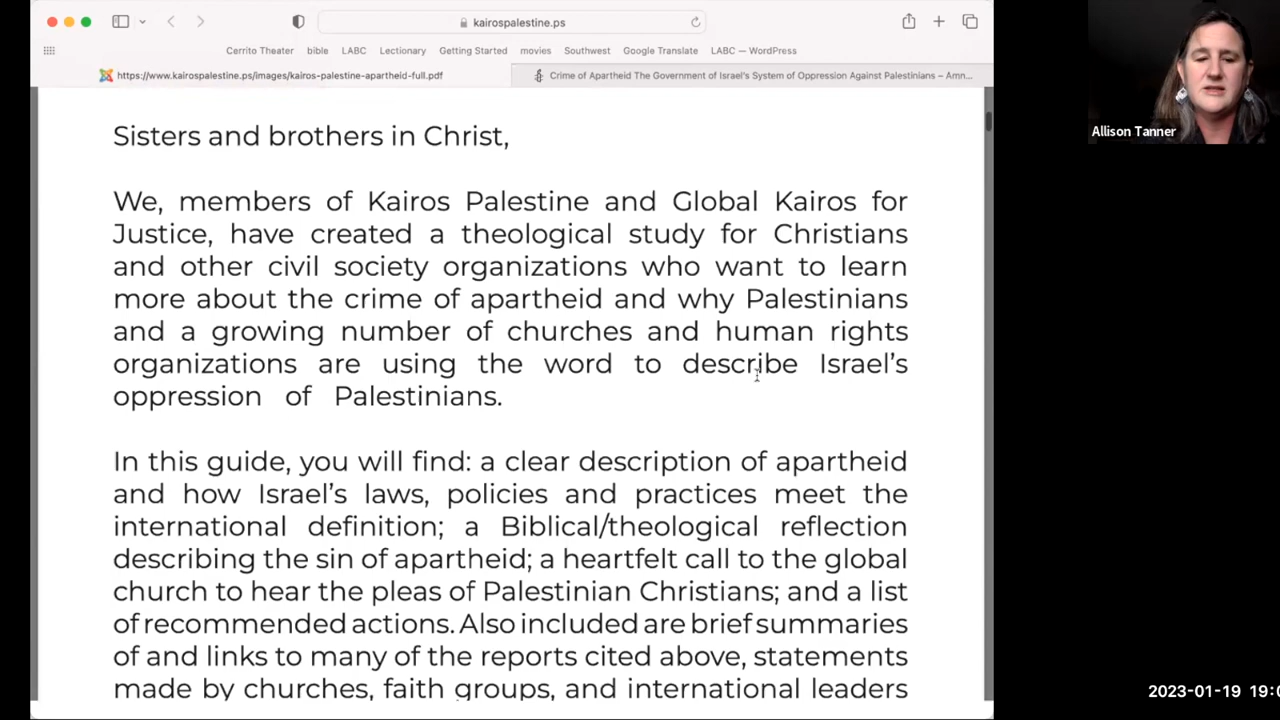 kairospalestine.ps
Cerrito Theater bible LABC Lectionary Getting Started movies Southwest Google Translate LABC — WordPress
https://www.kairospalestine.ps/images/kairos-palestine-apartheid-full.pdf
Crime of Apartheid The Government of Israel's System of Oppression Against Palestinians – Amn...
Allison Tanner
Sisters and brothers in Christ,
We, members of Kairos Palestine and Global Kairos for
Justice, have created a theological study for Christians
and other civil society organizations who want to learn
more about the crime of apartheid and why Palestinians
and a growing number of churches and human rights
organizations are using the word to describe Israel's
oppression of Palestinians.
In this guide, you will find: a clear description of apartheid
and how Israel's laws, policies and practices meet the
international definition; a Biblical/theological reflection
describing the sin of apartheid; a heartfelt call to the global
church to hear the pleas of Palestinian Christians; and a list
of recommended actions. Also included are brief summaries
of and links to many of the reports cited above, statements
made by churches, faith groups, and international leaders
2023-01-19 19:0